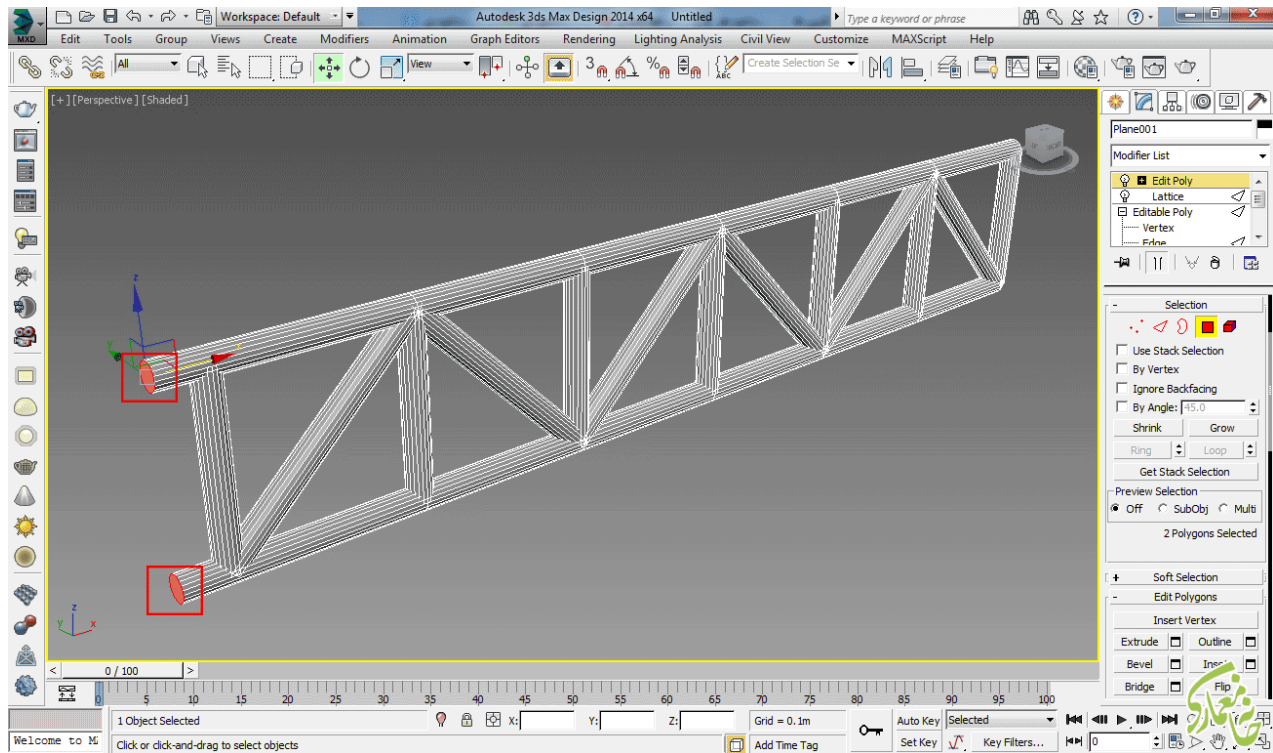 Workspace: Default
Autodesk 3ds Max Design 2014 x64 Untitled
Type a keyword or phrase
MXD
Edit Tools Group Views Create Modifiers Animation Graph Editors Rendering Lighting Analysis Civil View Customize MAXScript Help
All
View
3
ABC
Create Selection Se
[+] [Perspective] [Shaded]
Plane001
Modifier List
Edit Poly
Lattice
Editable Poly
Vertex
Edge
- Selection
Use Stack Selection
By Vertex
Ignore Backfacing
By Angle: 45.0
Shrink Grow
Ring Loop
Get Stack Selection
Preview Selection
Off SubObj Multi
2 Polygons Selected
+ Soft Selection
- Edit Polygons
Insert Vertex
Extrude Outline
Bevel
Bridge Flip
z
y
x
z
y x
< 0 / 100 >
0 5 10 15 20 25 30 35 40 45 50 55 60 65 70 75 80 85 90 95 100
1 Object Selected X: Y: Z: Grid = 0.1m Auto Key Selected
Welcome to M
Click or click-and-drag to select objects Add Time Tag Set Key Key Filters... 0